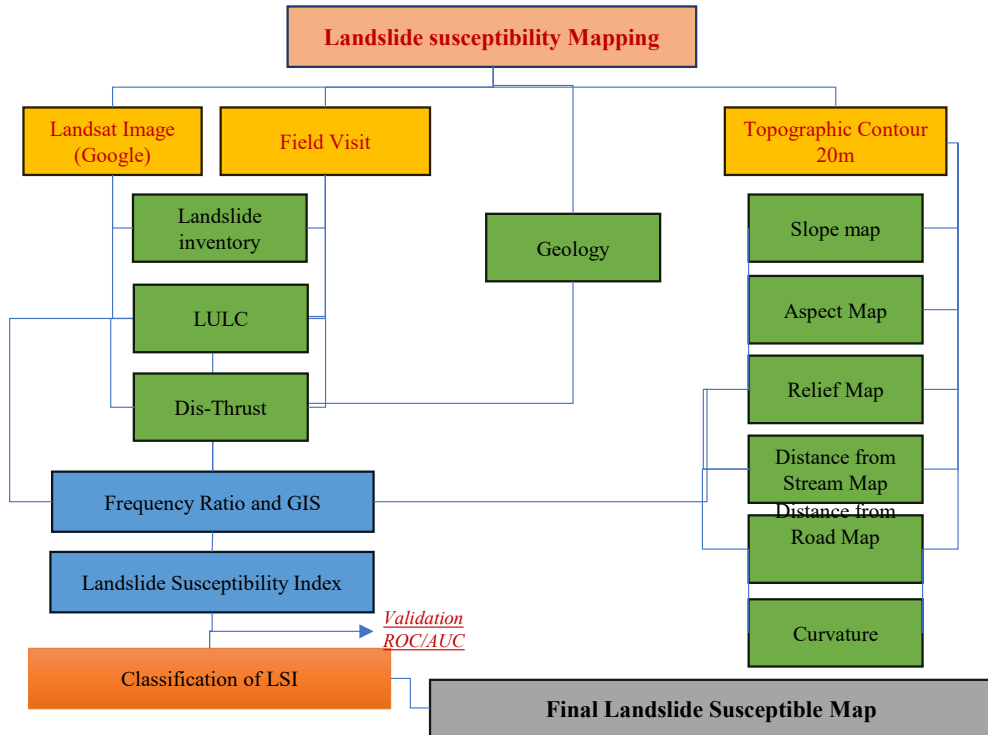 Landslide susceptibility Mapping
Landsat Image
(Google)
Field Visit
Topographic Contour
20m
Landslide
inventory
Geology
Slope map
LULC
Aspect Map
Dis-Thrust
Relief Map
Frequency Ratio and GIS
Distance from
Stream Map
Distance from
Road Map
Landslide Susceptibility Index
Validation
ROC/AUC
Curvature
Classification of LSI
Final Landslide Susceptible Map